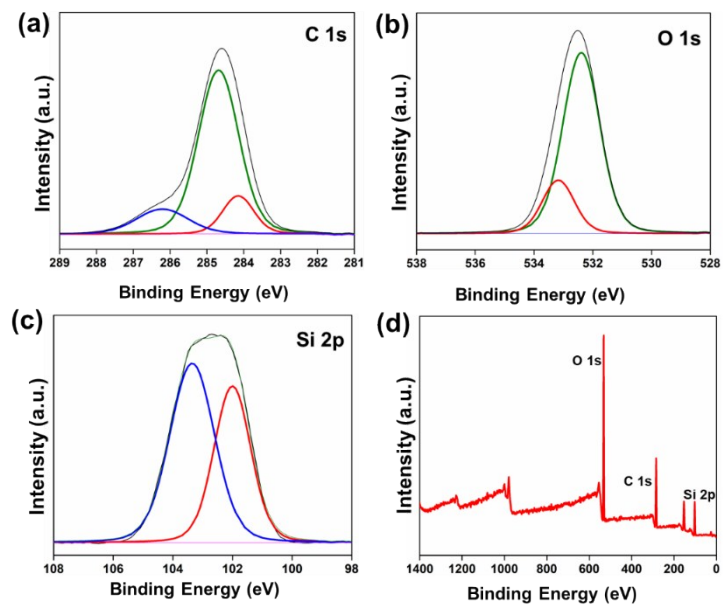 (a)
C 1s
Intensity (a.u.)
289 288 287 286 285 284 283 282 281
Binding Energy (eV)
(b)
O 1s
Intensity (a.u.)
538 536 534 532 530 528
Binding Energy (eV)
(c)
Si 2p
Intensity (a.u.)
108 106 104 102 100 98
Binding Energy (eV)
(d)
O 1s
C 1s
Si 2p
Intensity (a.u.)
1400 1200 1000 800 600 400 200 0
Binding Energy (eV)